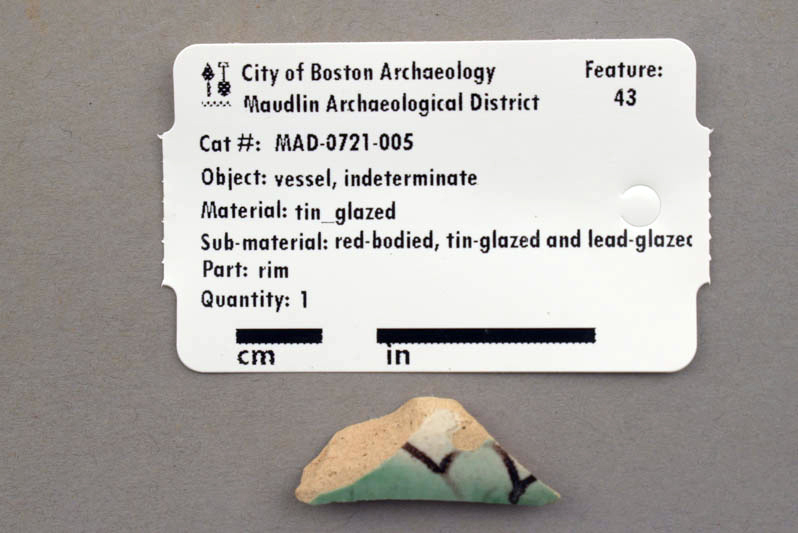 City of Boston Archaeology
Maudlin Archaeological District
Feature:
43
Cat #: MAD-0721-005
Object: vessel, indeterminate
Material: tin_glazed
Sub-material: red-bodied, tin-glazed and lead-glazed
Part: rim
Quantity: 1
cm
in